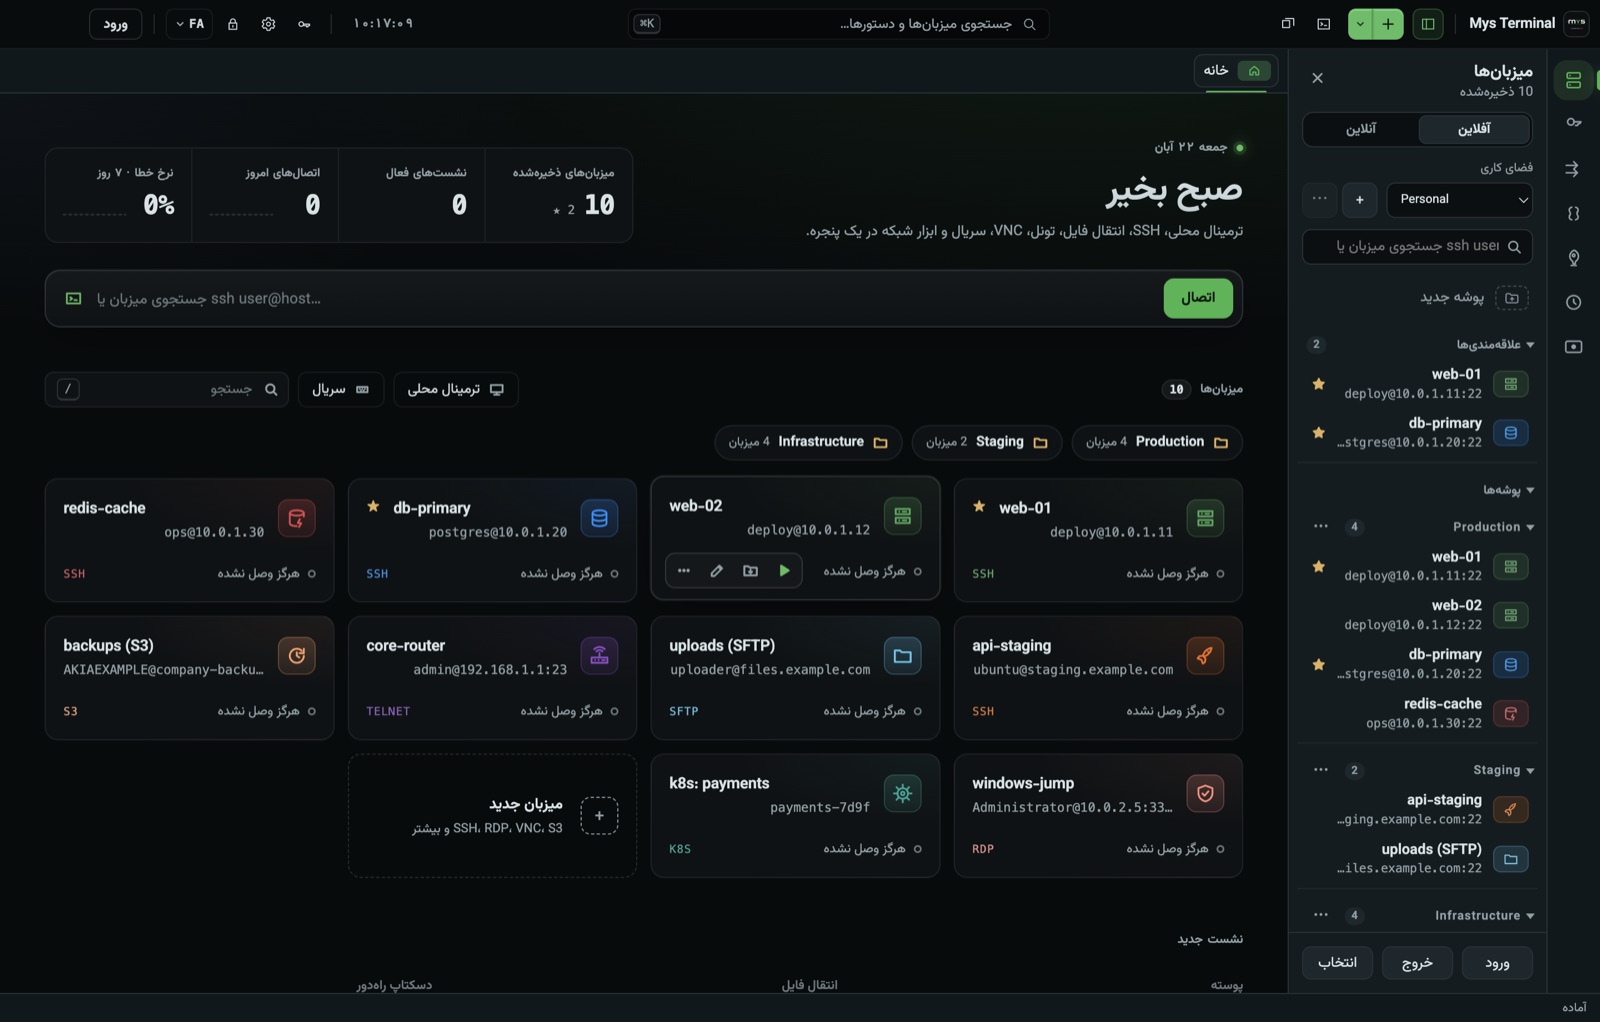 Mys Terminal
جستجوی میزبان‌ها و دستورها...
⌘K
۱۰:۱۷:۰۹
FA
ورود
میزبان‌ها
10 ذخیره‌شده
آفلاین
آنلاین
فضای کاری
Personal
جستجوی میزبان یا ssh user
پوشه جدید
علاقه‌مندی‌ها
2
web-01
deploy@10.0.1.11:22
db-primary
…stgres@10.0.1.20:22
پوشه‌ها
Production
4
web-01
deploy@10.0.1.11:22
web-02
deploy@10.0.1.12:22
db-primary
…stgres@10.0.1.20:22
redis-cache
ops@10.0.1.30:22
Staging
2
api-staging
…ging.example.com:22
uploads (SFTP)
…iles.example.com:22
Infrastructure
4
ورود
خروج
انتخاب
آماده
خانه
جمعه ۲۲ آبان
صبح بخیر
ترمینال محلی، SSH، انتقال فایل، تونل، VNC، سریال و ابزار شبکه در یک پنجره.
میزبان‌های ذخیره‌شده
10
2 ★
نشست‌های فعال
0
اتصال‌های امروز
0
نرخ خطا · ۷ روز
0%
اتصال
جستجوی میزبان یا ssh user@host…
میزبان‌ها 10
ترمینال محلی
سریال
جستجو
/
Production 4 میزبان
Staging 2 میزبان
Infrastructure 4 میزبان
web-01
deploy@10.0.1.11
هرگز وصل نشده
SSH
web-02
deploy@10.0.1.12
هرگز وصل نشده
db-primary
postgres@10.0.1.20
هرگز وصل نشده
SSH
redis-cache
ops@10.0.1.30
هرگز وصل نشده
SSH
api-staging
ubuntu@staging.example.com
هرگز وصل نشده
SSH
uploads (SFTP)
uploader@files.example.com
هرگز وصل نشده
SFTP
core-router
admin@192.168.1.1:23
هرگز وصل نشده
TELNET
backups (S3)
AKIAEXAMPLE@company-backu…
هرگز وصل نشده
S3
windows-jump
Administrator@10.0.2.5:33…
هرگز وصل نشده
RDP
k8s: payments
payments-7d9f
هرگز وصل نشده
K8S
میزبان جدید
SSH، RDP، VNC، S3 و بیشتر
نشست جدید
پوسته
انتقال فایل
دسکتاپ راه‌دور